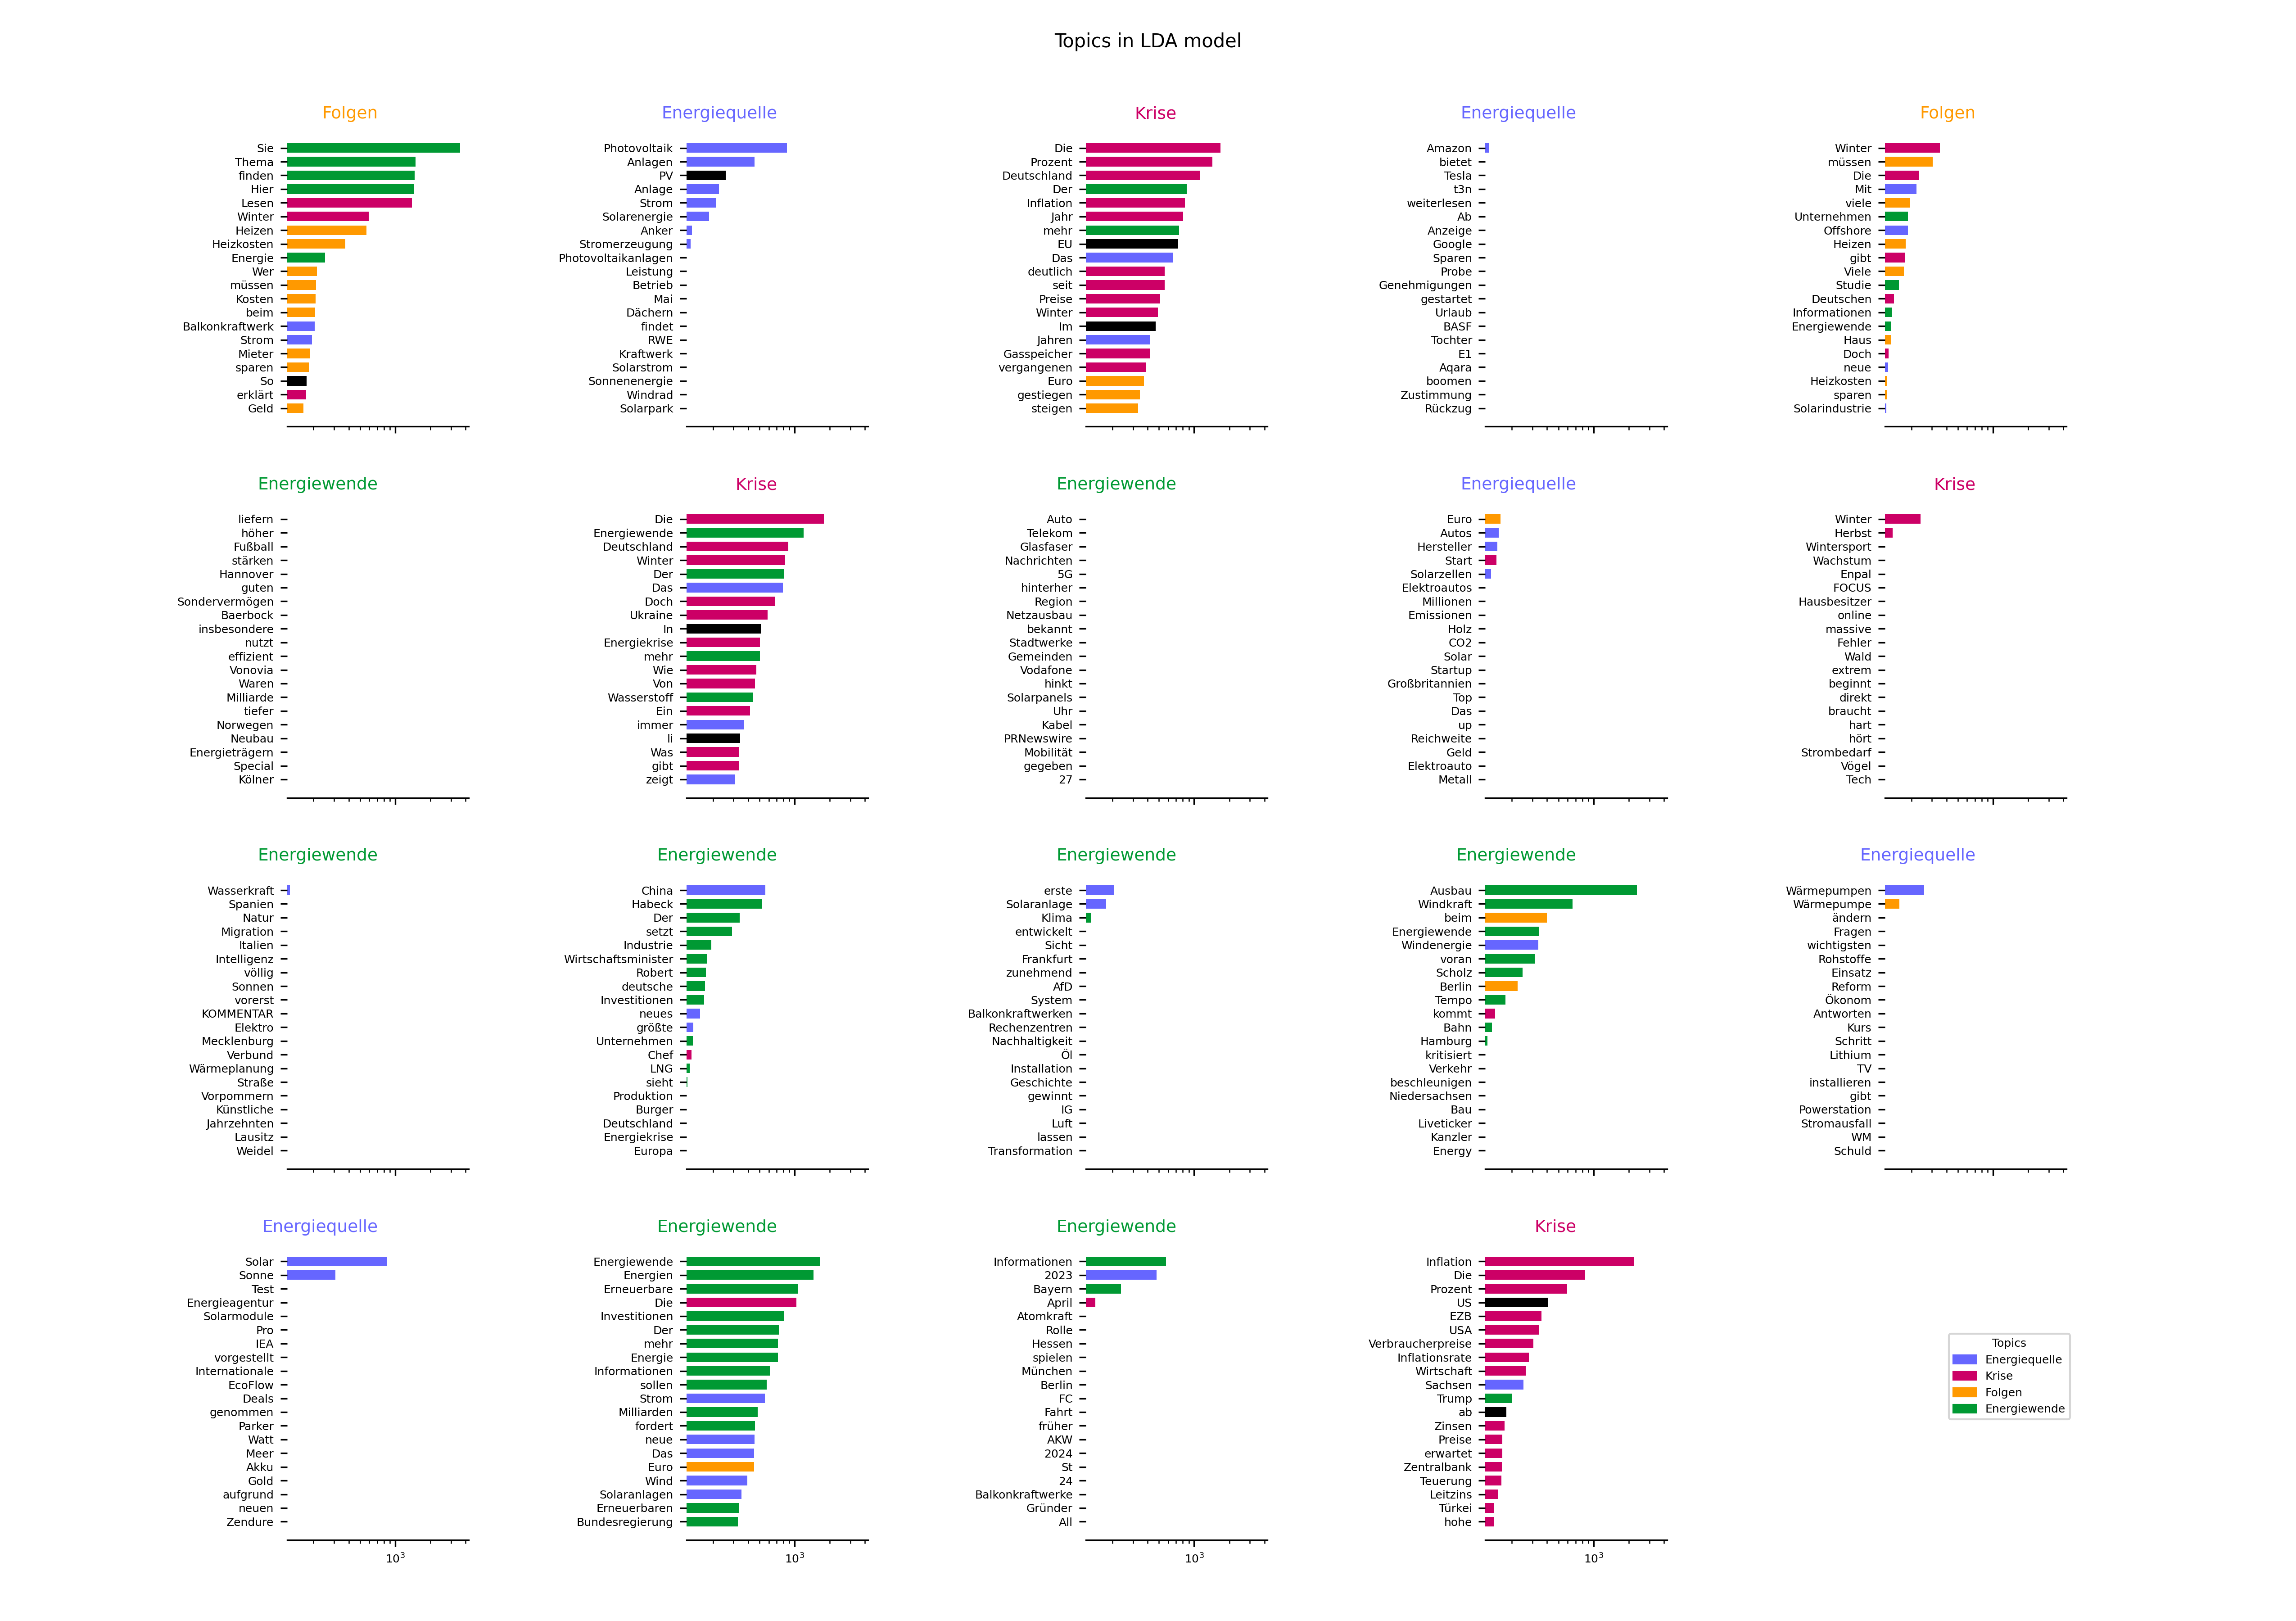 Topics in LDA model
Folgen
Sie
Thema
finden
Hier
Lesen
Winter
Heizen
Heizkosten
Energie
Wer
müssen
Kosten
beim
Balkonkraftwerk
Strom
Mieter
sparen
So
erklärt
Geld
Energiequelle
Photovoltaik
Anlagen
PV
Anlage
Strom
Solarenergie
Anker
Stromerzeugung
Photovoltaikanlagen
Leistung
Betrieb
Mai
Dächern
findet
RWE
Kraftwerk
Solarstrom
Sonnenenergie
Windrad
Solarpark
Krise
Die
Prozent
Deutschland
Der
Inflation
Jahr
mehr
EU
Das
deutlich
seit
Preise
Winter
Im
Jahren
Gasspeicher
vergangenen
Euro
gestiegen
steigen
Energiequelle
Amazon
bietet
Tesla
t3n
weiterlesen
Ab
Anzeige
Google
Sparen
Probe
Genehmigungen
gestartet
Urlaub
BASF
Tochter
E1
Aqara
boomen
Zustimmung
Rückzug
Folgen
Winter
müssen
Die
Mit
viele
Unternehmen
Offshore
Heizen
gibt
Viele
Studie
Deutschen
Informationen
Energiewende
Haus
Doch
neue
Heizkosten
sparen
Solarindustrie
Energiewende
liefern
höher
Fußball
stärken
Hannover
guten
Sondervermögen
Baerbock
insbesondere
nutzt
effizient
Vonovia
Waren
Milliarde
tiefer
Norwegen
Neubau
Energieträgern
Special
Kölner
Krise
Die
Energiewende
Deutschland
Winter
Der
Das
Doch
Ukraine
In
Energiekrise
mehr
Wie
Von
Wasserstoff
Ein
immer
li
Was
gibt
zeigt
Energiewende
Auto
Telekom
Glasfaser
Nachrichten
5G
hinterher
Region
Netzausbau
bekannt
Stadtwerke
Gemeinden
Vodafone
hinkt
Solarpanels
Uhr
Kabel
PRNewswire
Mobilität
gegeben
27
Energiequelle
Euro
Autos
Hersteller
Start
Solarzellen
Elektroautos
Millionen
Emissionen
Holz
CO2
Solar
Startup
Großbritannien
Top
Das
up
Reichweite
Geld
Elektroauto
Metall
Krise
Winter
Herbst
Wintersport
Wachstum
Enpal
FOCUS
Hausbesitzer
online
massive
Fehler
Wald
extrem
beginnt
direkt
braucht
hart
hört
Strombedarf
Vögel
Tech
Energiewende
Wasserkraft
Spanien
Natur
Migration
Italien
Intelligenz
völlig
Sonnen
vorerst
KOMMENTAR
Elektro
Mecklenburg
Verbund
Wärmeplanung
Straße
Vorpommern
Künstliche
Jahrzehnten
Lausitz
Weidel
Energiewende
China
Habeck
Der
setzt
Industrie
Wirtschaftsminister
Robert
deutsche
Investitionen
neues
größte
Unternehmen
Chef
LNG
sieht
Produktion
Burger
Deutschland
Energiekrise
Europa
Energiewende
erste
Solaranlage
Klima
entwickelt
Sicht
Frankfurt
zunehmend
AfD
System
Balkonkraftwerken
Rechenzentren
Nachhaltigkeit
Öl
Installation
Geschichte
gewinnt
IG
Luft
lassen
Transformation
Energiewende
Ausbau
Windkraft
beim
Energiewende
Windenergie
voran
Scholz
Berlin
Tempo
kommt
Bahn
Hamburg
kritisiert
Verkehr
beschleunigen
Niedersachsen
Bau
Liveticker
Kanzler
Energy
Energiequelle
Wärmepumpen
Wärmepumpe
ändern
Fragen
wichtigsten
Rohstoffe
Einsatz
Reform
Ökonom
Antworten
Kurs
Schritt
Lithium
TV
installieren
gibt
Powerstation
Stromausfall
WM
Schuld
Energiequelle
Solar
Sonne
Test
Energieagentur
Solarmodule
Pro
IEA
vorgestellt
Internationale
EcoFlow
Deals
genommen
Parker
Watt
Meer
Akku
Gold
aufgrund
neuen
Zendure
10³
Energiewende
Energiewende
Energien
Erneuerbare
Die
Investitionen
Der
mehr
Energie
Informationen
sollen
Strom
Milliarden
fordert
neue
Das
Euro
Wind
Solaranlagen
Erneuerbaren
Bundesregierung
10³
Energiewende
Informationen
2023
Bayern
April
Atomkraft
Rolle
Hessen
spielen
München
Berlin
FC
Fahrt
früher
AKW
2024
St
24
Balkonkraftwerke
Gründer
All
10³
Krise
Inflation
Die
Prozent
US
EZB
USA
Verbraucherpreise
Inflationsrate
Wirtschaft
Sachsen
Trump
ab
Zinsen
Preise
erwartet
Zentralbank
Teuerung
Leitzins
Türkei
hohe
10³
Topics
Energiequelle
Krise
Folgen
Energiewende